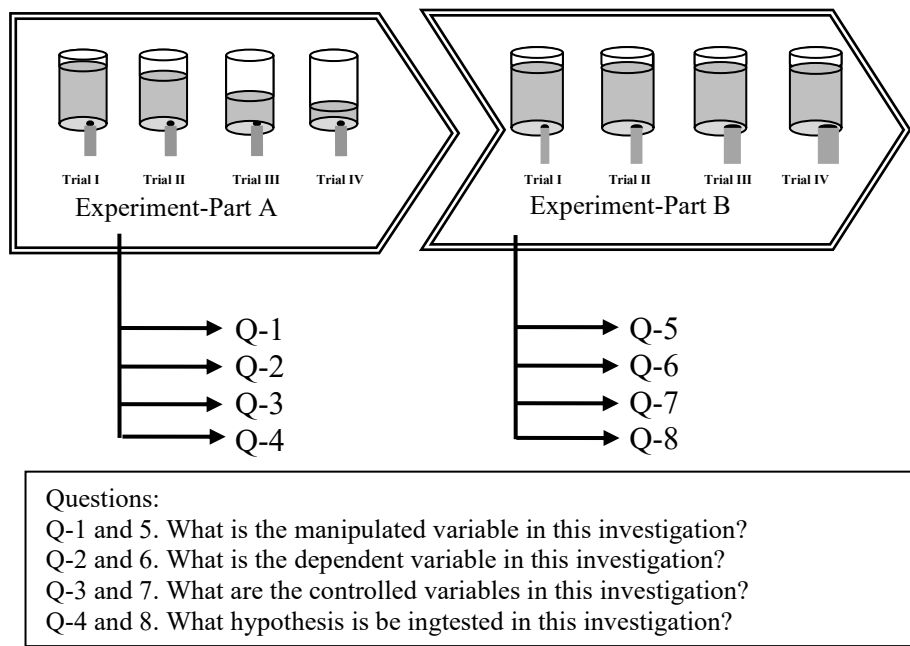 Trial I Trial II Trial III Trial IV
Experiment-Part A
Trial I Trial II Trial III Trial IV
Experiment-Part B
Q-1
Q-2
Q-3
Q-4
Q-5
Q-6
Q-7
Q-8
Questions:
Q-1 and 5. What is the manipulated variable in this investigation?
Q-2 and 6. What is the dependent variable in this investigation?
Q-3 and 7. What are the controlled variables in this investigation?
Q-4 and 8. What hypothesis is be ingtested in this investigation?